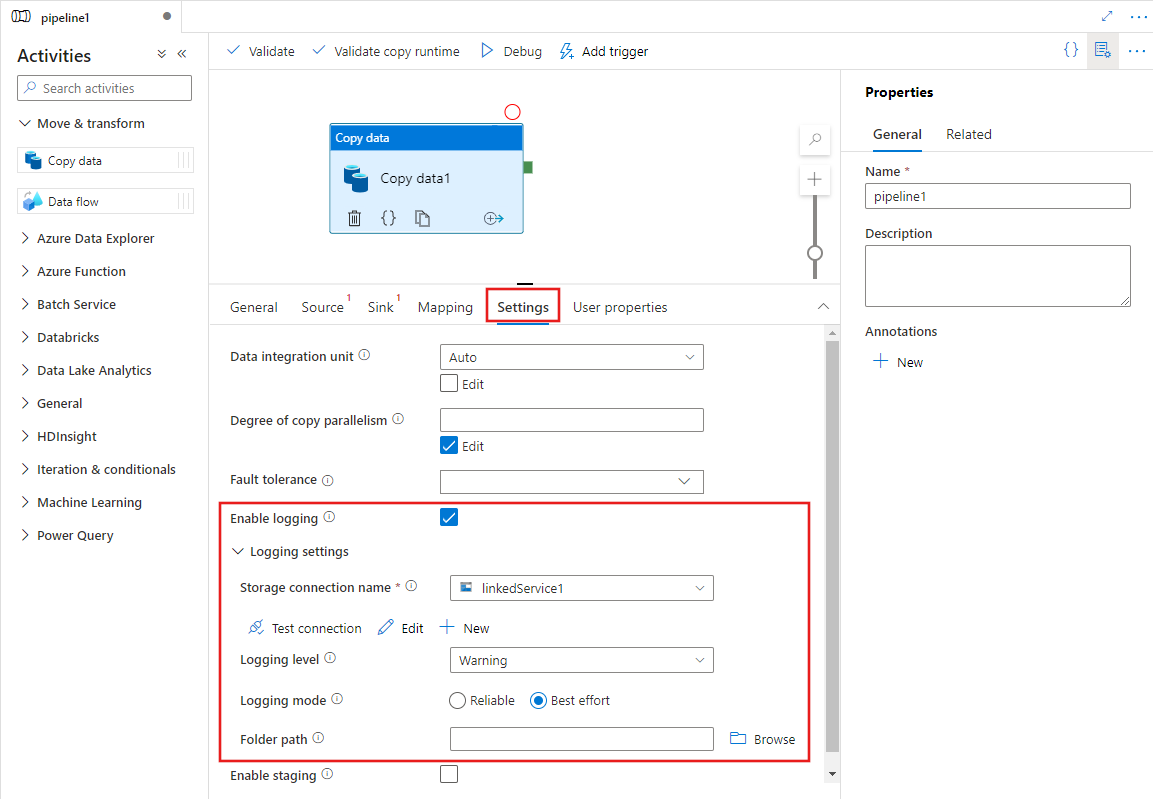 pipeline1
Activities
Search activities
Move & transform
Copy data
Data flow
Azure Data Explorer
Azure Function
Batch Service
Databricks
Data Lake Analytics
General
HDInsight
Iteration & conditionals
Machine Learning
Power Query
Validate Validate copy runtime Debug Add trigger
Copy data
Copy data1
General Source 1 Sink 1 Mapping Settings User properties
Data integration unit Auto
Edit
Degree of copy parallelism
Edit
Fault tolerance
Enable logging
Logging settings
Storage connection name * linkedService1
Test connection Edit New
Logging level Warning
Logging mode Reliable Best effort
Folder path Browse
Enable staging
Properties
General Related
Name *
pipeline1
Description
Annotations
New